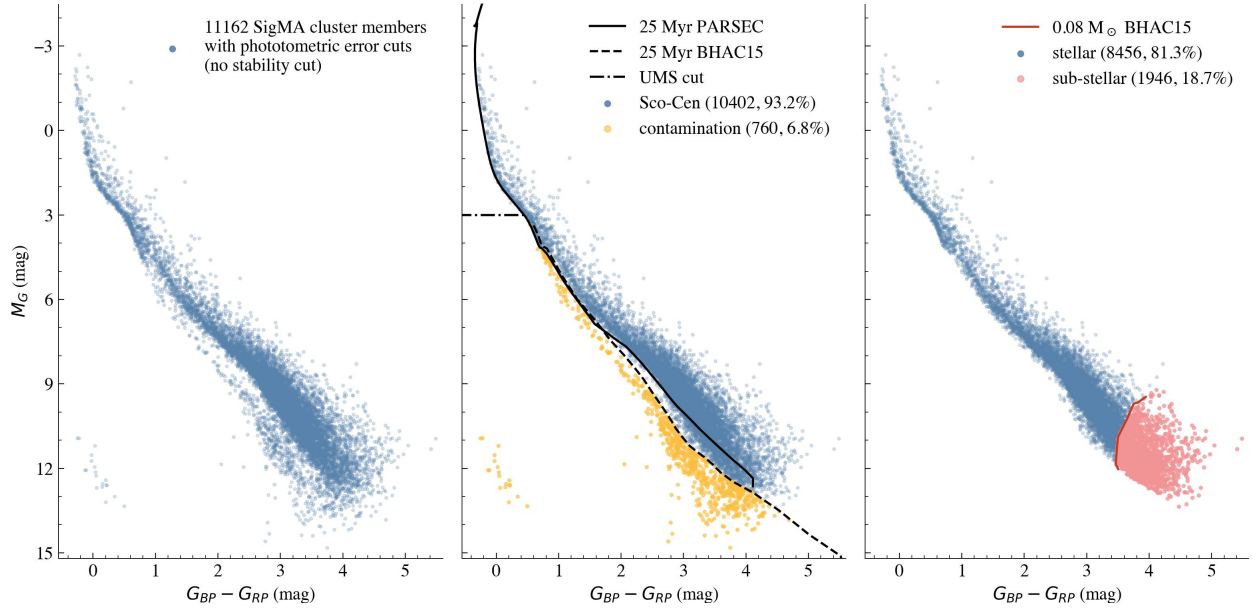 11162 SigMA cluster members
with phototometric error cuts
(no stability cut)
25 Myr PARSEC
25 Myr BHAC15
UMS cut
Sco-Cen (10402, 93.2%)
contamination (760, 6.8%)
0.08 M⊙ BHAC15
stellar (8456, 81.3%)
sub-stellar (1946, 18.7%)
M_G (mag)
−3
0
3
6
9
12
15
0 1 2 3 4 5
0 1 2 3 4 5
0 1 2 3 4 5
G_BP − G_RP (mag)
G_BP − G_RP (mag)
G_BP − G_RP (mag)